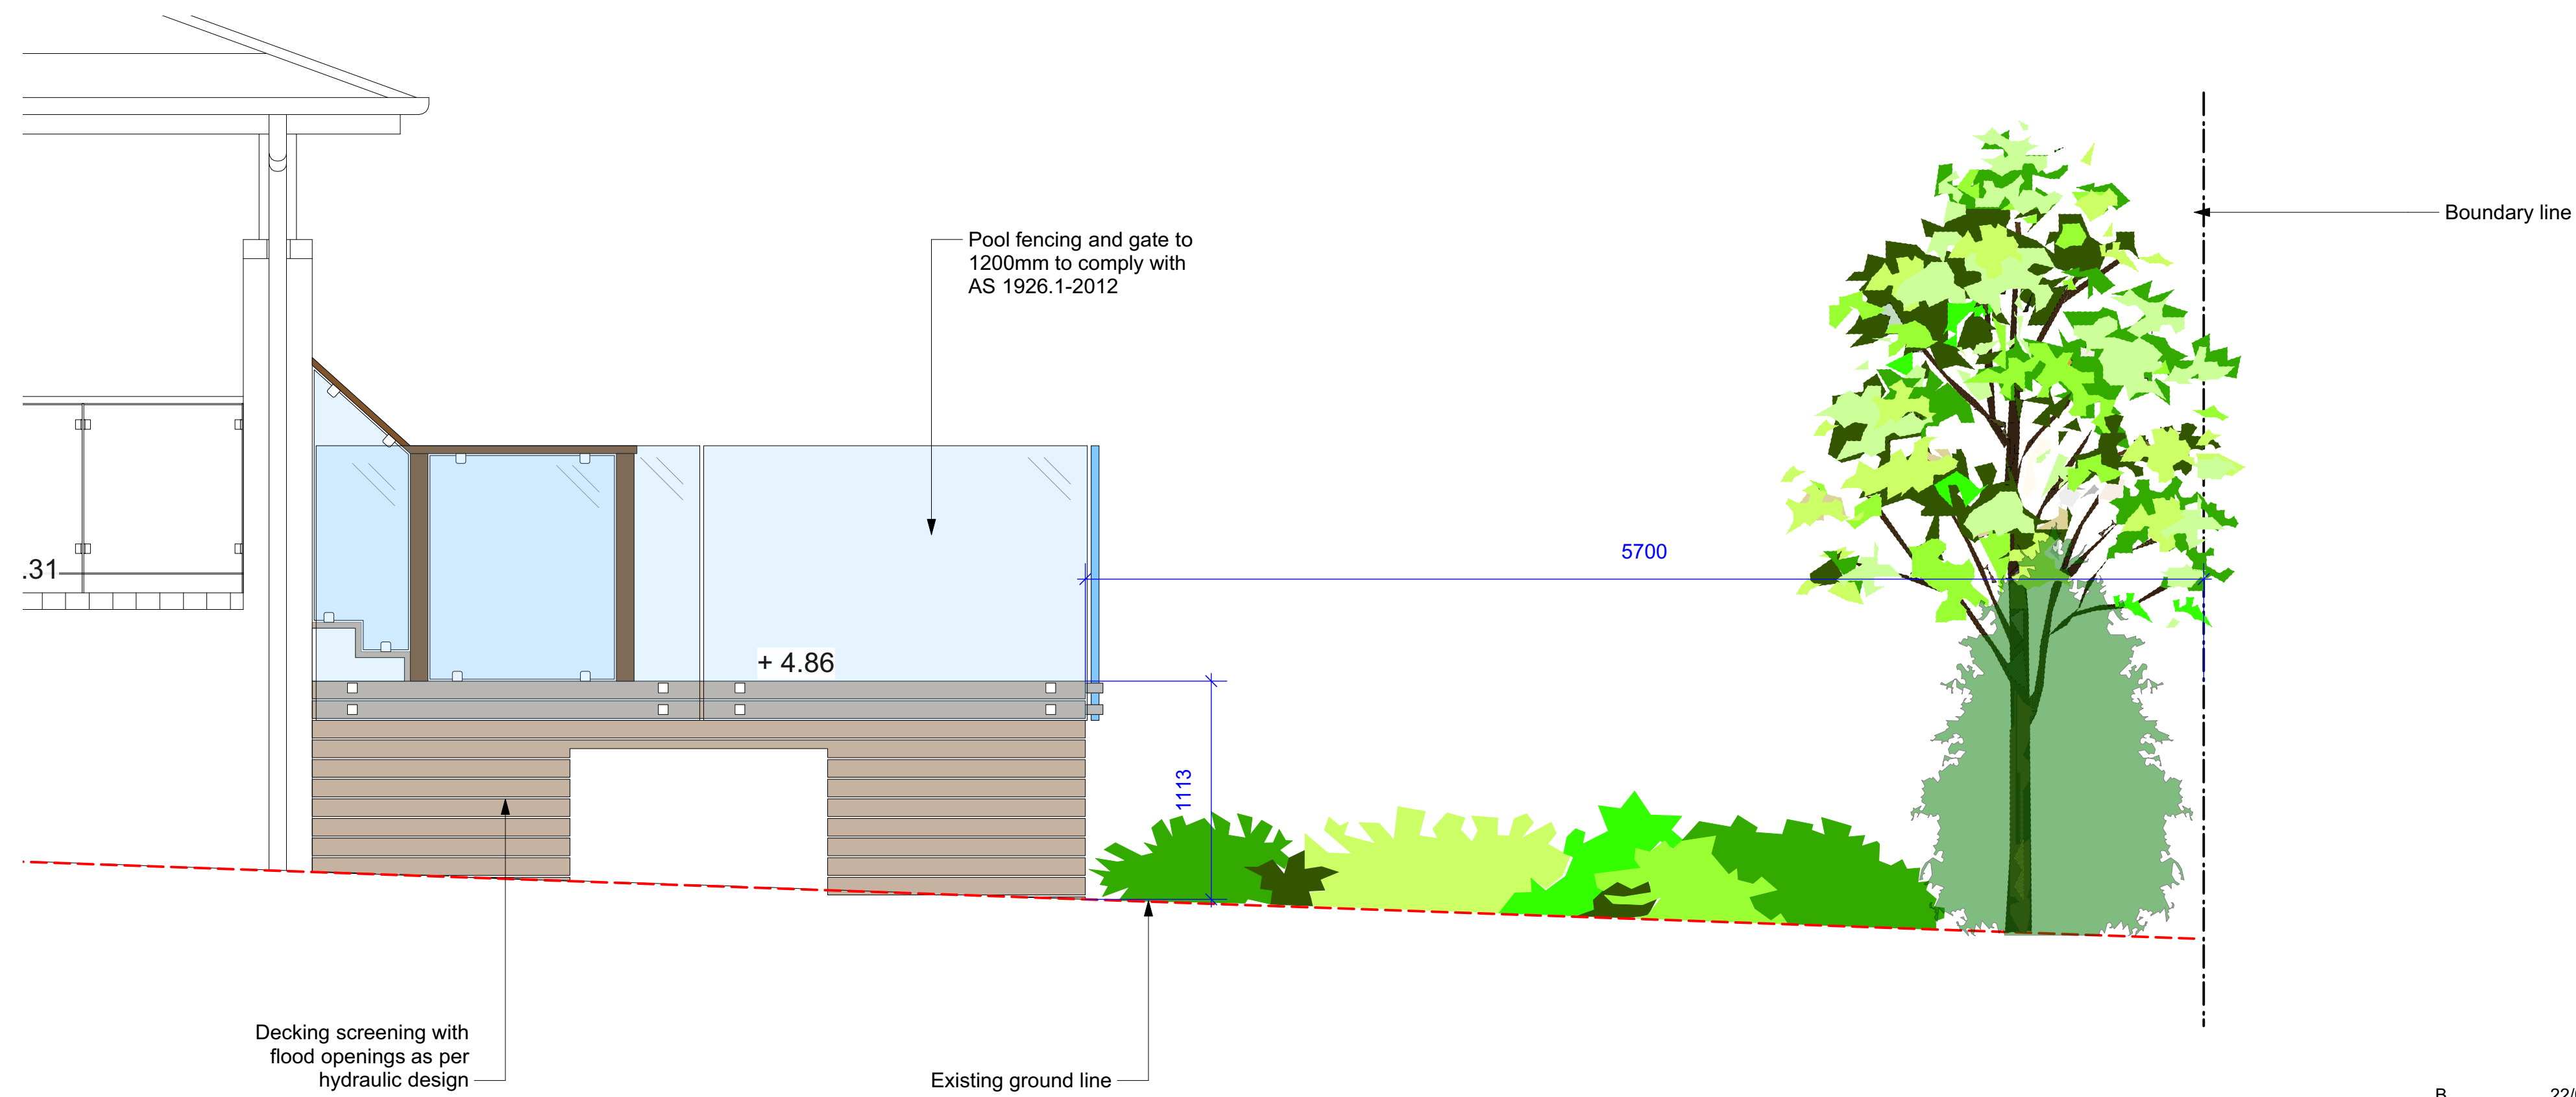 Boundary line
Pool fencing and gate to
1200mm to comply with
AS 1926.1-2012
5700
.31
+ 4.86
1113
Decking screening with
flood openings as per
hydraulic design
Existing ground line
B
22/